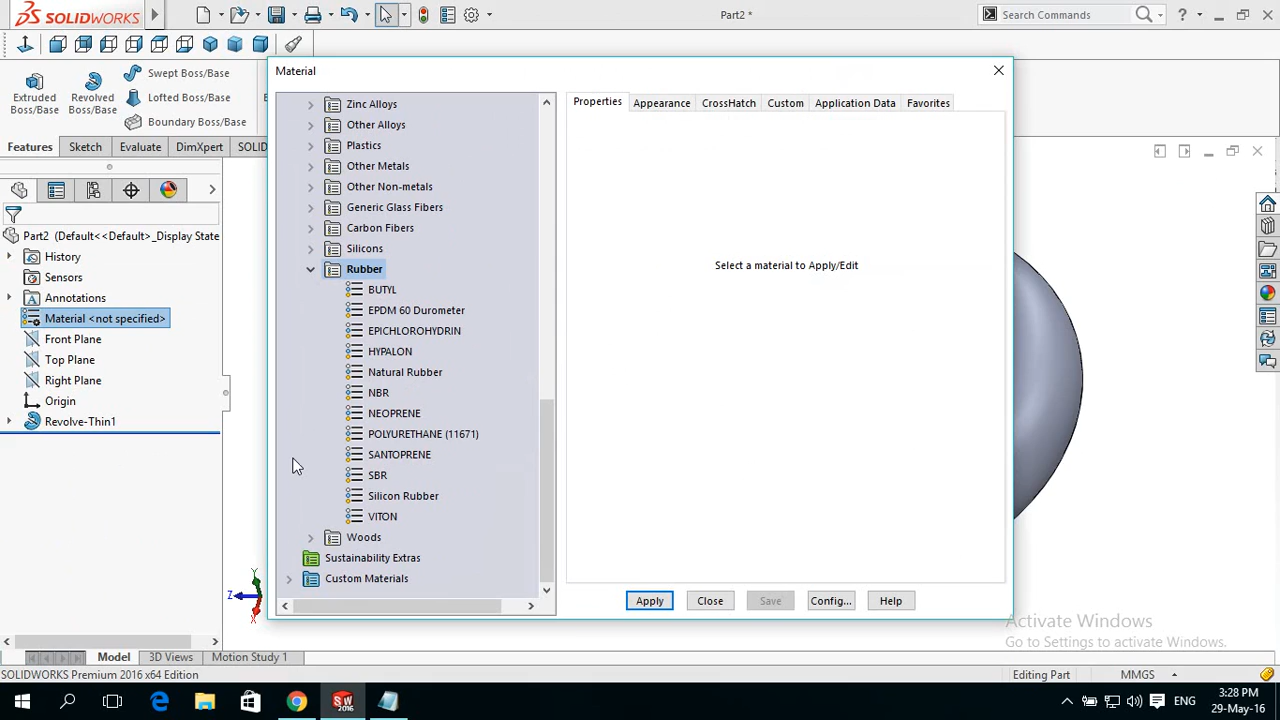 SOLIDWORKS
Part2 *
Search Commands
Extruded Boss/Base
Revolved Boss/Base
Swept Boss/Base
Lofted Boss/Base
Boundary Boss/Base
Features
Sketch
Evaluate
DimXpert
SOLID
Part2 (Default<<Default>_Display State
History
Sensors
Annotations
Material <not specified>
Front Plane
Top Plane
Right Plane
Origin
Revolve-Thin1
Material
Zinc Alloys
Other Alloys
Plastics
Other Metals
Other Non-metals
Generic Glass Fibers
Carbon Fibers
Silicons
Rubber
BUTYL
EPDM 60 Durometer
EPICHLOROHYDRIN
HYPALON
Natural Rubber
NBR
NEOPRENE
POLYURETHANE (11671)
SANTOPRENE
SBR
Silicon Rubber
VITON
Woods
Sustainability Extras
Custom Materials
Properties
Appearance
CrossHatch
Custom
Application Data
Favorites
Select a material to Apply/Edit
Apply
Close
Save
Config...
Help
Y
Z
Activate Windows
Go to Settings to activate Windows.
Model
3D Views
Motion Study 1
SOLIDWORKS Premium 2016 x64 Edition
Editing Part
MMGS
SW
2016
ENG
3:28 PM
29-May-16